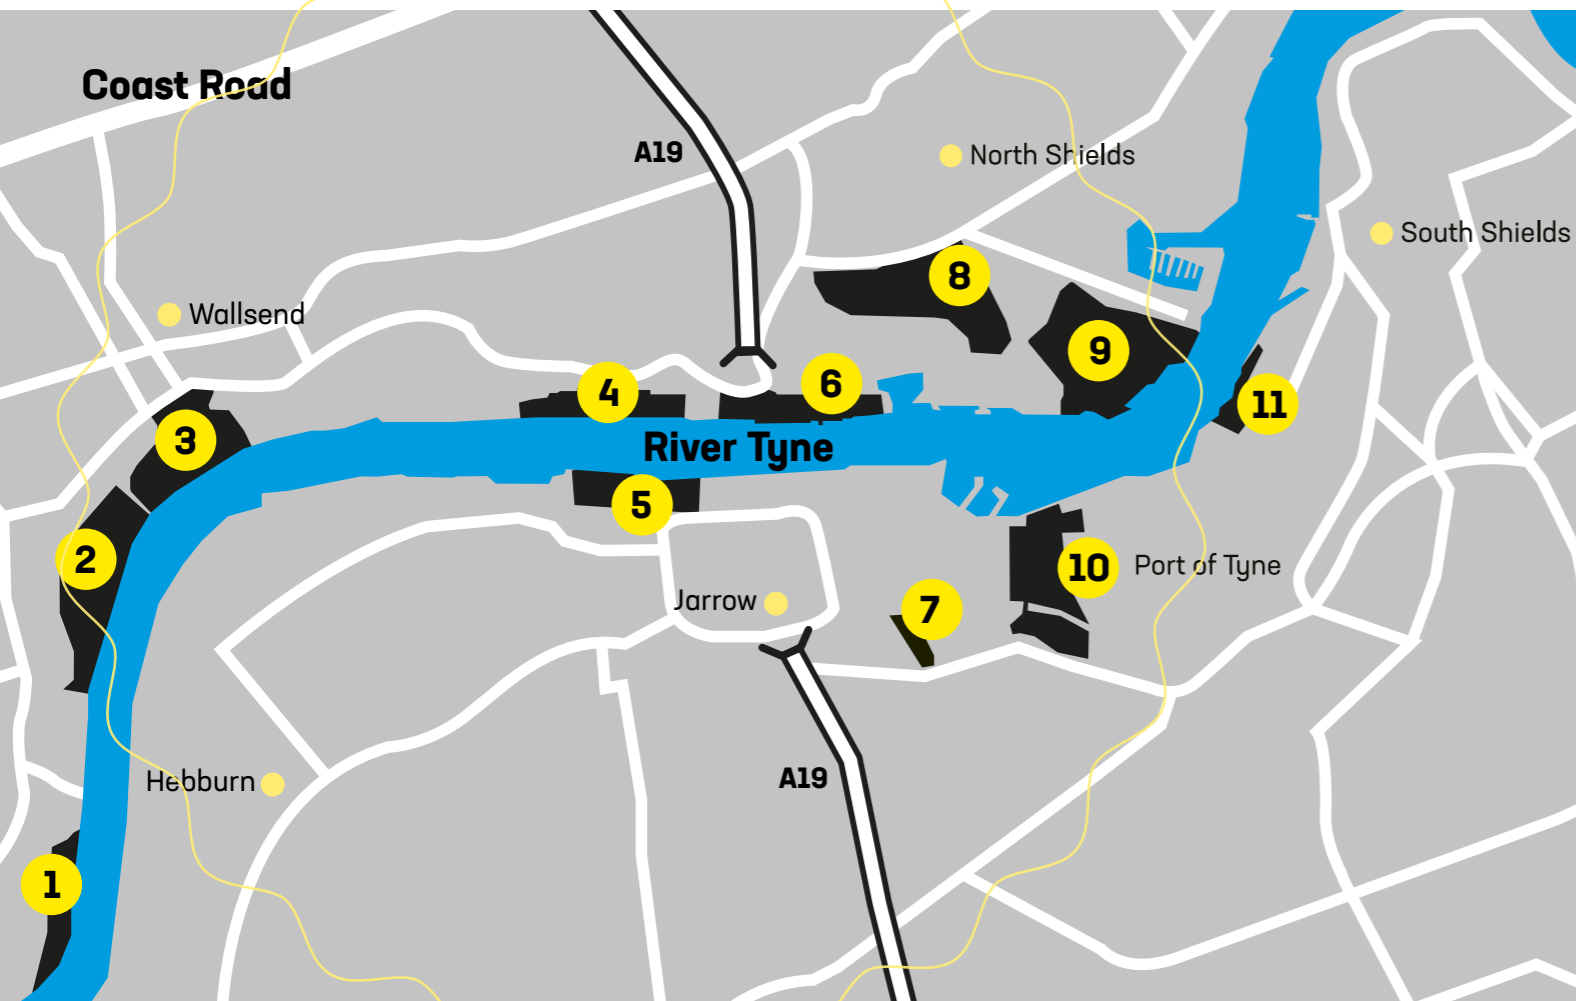 Coast Road
A19
North Shields
South Shields
8
Wallsend
9
6
4
11
3
River Tyne
5
2
10
Port of Tyne
Jarrow
7
A19
Hebburn
1